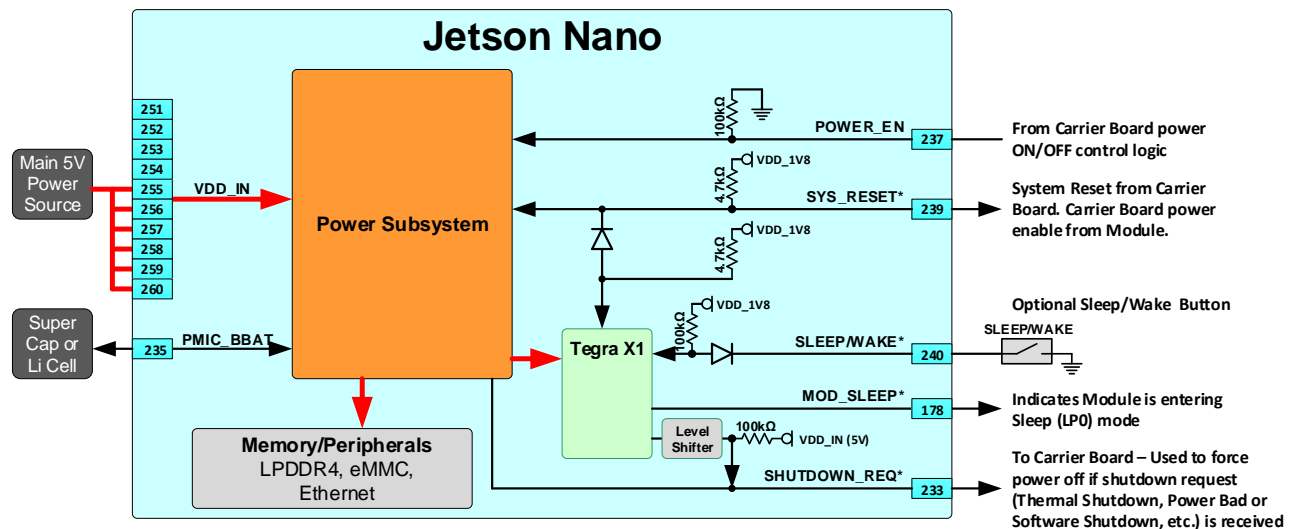 Jetson Nano
251
252
253
254
255
256
257
258
259
260
Main 5V
Power
Source
VDD_IN
Super
Cap or
Li Cell
235
PMIC_BBAT
Power Subsystem
Memory/Peripherals
LPDDR4, eMMC,
Ethernet
100kΩ
POWER_EN
237
From Carrier Board power
ON/OFF control logic
VDD_1V8
4.7kΩ
SYS_RESET*
239
System Reset from Carrier
Board. Carrier Board power
enable from Module.
VDD_1V8
4.7kΩ
VDD_1V8
100kΩ
Tegra X1
SLEEP/WAKE*
240
Optional Sleep/Wake Button
SLEEP/WAKE
MOD_SLEEP*
178
Indicates Module is entering
Sleep (LP0) mode
Level
Shifter
100kΩ
VDD_IN (5V)
SHUTDOWN_REQ*
233
To Carrier Board – Used to force
power off if shutdown request
(Thermal Shutdown, Power Bad or
Software Shutdown, etc.) is received